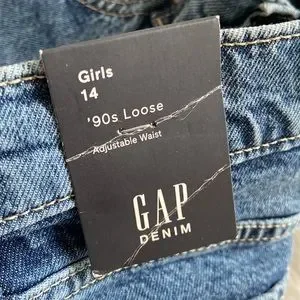 Girls
14
'90s Loose
Adjustable Waist
GAP
DENIM